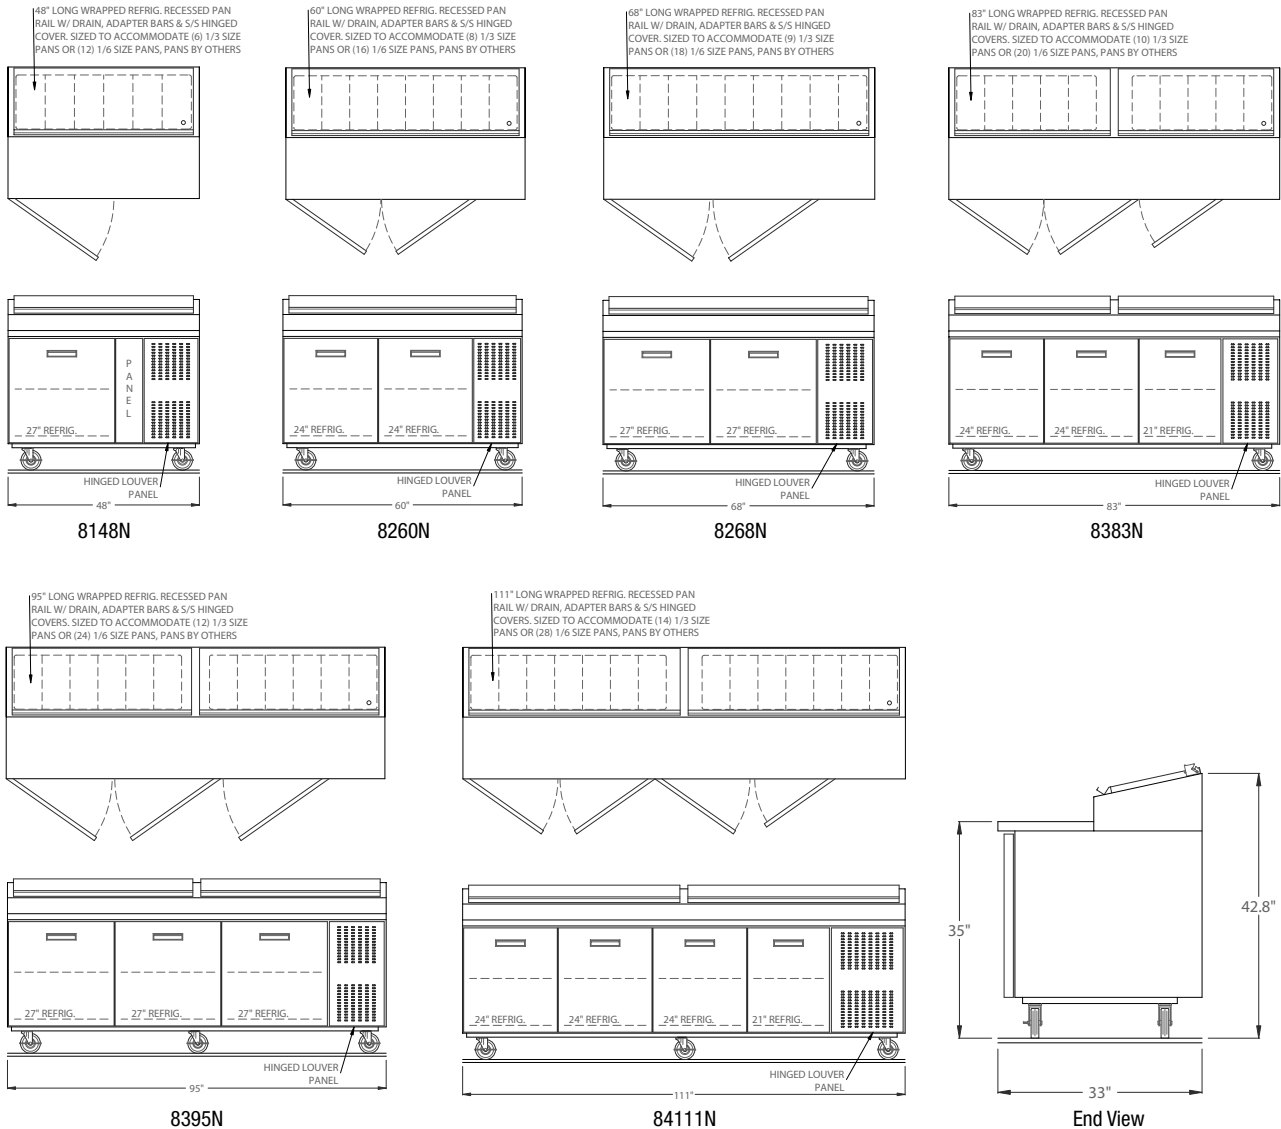 48" LONG WRAPPED REFRIG. RECESSED PAN
RAIL W/ DRAIN, ADAPTER BARS & S/S HINGED
COVER. SIZED TO ACCOMMODATE (6) 1/3 SIZE
PANS OR (12) 1/6 SIZE PANS, PANS BY OTHERS
PANEL
27" REFRIG.
HINGED LOUVER
PANEL
48"
8148N
60" LONG WRAPPED REFRIG. RECESSED PAN
RAIL W/ DRAIN, ADAPTER BARS & S/S HINGED
COVER. SIZED TO ACCOMMODATE (8) 1/3 SIZE
PANS OR (16) 1/6 SIZE PANS, PANS BY OTHERS
24" REFRIG.
24" REFRIG.
HINGED LOUVER
PANEL
60"
8260N
68" LONG WRAPPED REFRIG. RECESSED PAN
RAIL W/ DRAIN, ADAPTER BARS & S/S HINGED
COVER. SIZED TO ACCOMMODATE (9) 1/3 SIZE
PANS OR (18) 1/6 SIZE PANS, PANS BY OTHERS
27" REFRIG.
27" REFRIG.
HINGED LOUVER
PANEL
68"
8268N
83" LONG WRAPPED REFRIG. RECESSED PAN
RAIL W/ DRAIN, ADAPTER BARS & S/S HINGED
COVERS. SIZED TO ACCOMMODATE (10) 1/3 SIZE
PANS OR (20) 1/6 SIZE PANS, PANS BY OTHERS
24" REFRIG.
24" REFRIG.
21" REFRIG.
HINGED LOUVER
PANEL
83"
8383N
95" LONG WRAPPED REFRIG. RECESSED PAN
RAIL W/ DRAIN, ADAPTER BARS & S/S HINGED
COVERS. SIZED TO ACCOMMODATE (12) 1/3 SIZE
PANS OR (24) 1/6 SIZE PANS, PANS BY OTHERS
27" REFRIG.
27" REFRIG.
27" REFRIG.
HINGED LOUVER
PANEL
95"
8395N
111" LONG WRAPPED REFRIG. RECESSED PAN
RAIL W/ DRAIN, ADAPTER BARS & S/S HINGED
COVERS. SIZED TO ACCOMMODATE (14) 1/3 SIZE
PANS OR (28) 1/6 SIZE PANS, PANS BY OTHERS
24" REFRIG.
24" REFRIG.
24" REFRIG.
21" REFRIG.
HINGED LOUVER
PANEL
111"
84111N
35"
42.8"
33"
End View